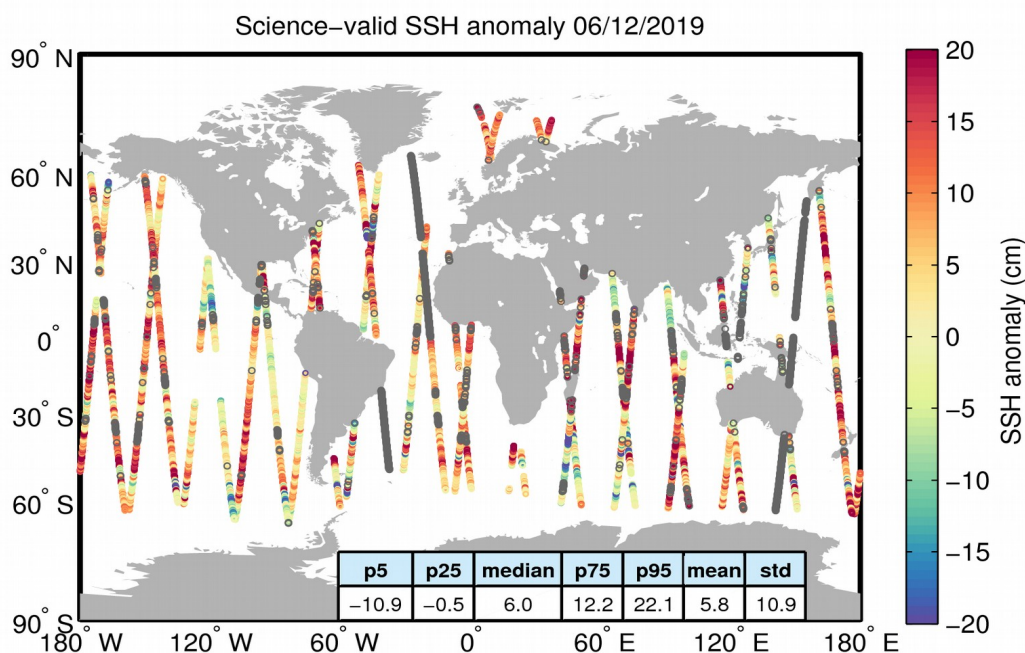 Science−valid SSH anomaly 06/12/2019
90° N
60° N
30° N
0°
30° S
60° S
90° S
180° W
120° W
60° W
0°
60° E
120° E
180° E
p5 p25 median p75 p95 mean std
−10.9 −0.5 6.0 12.2 22.1 5.8 10.9
20
15
10
5
0
−5
−10
−15
−20
SSH anomaly (cm)